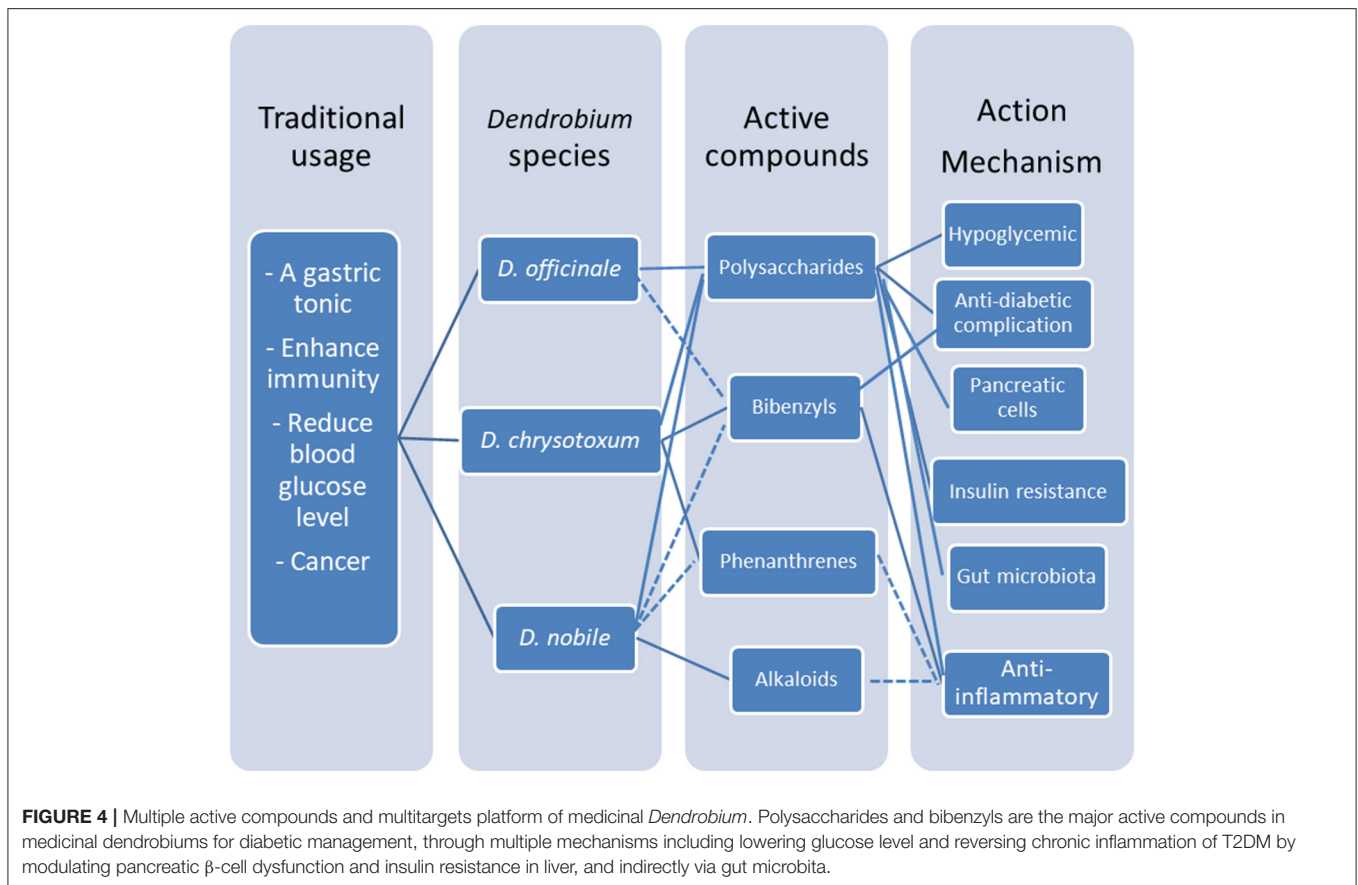 Traditional
usage
- A gastric
tonic
- Enhance
immunity
- Reduce
blood
glucose
level
- Cancer
Dendrobium
species
D. officinale
D. chrysotoxum
D. nobile
Active
compounds
Polysaccharides
Bibenzyls
Phenanthrenes
Alkaloids
Action
Mechanism
Hypoglycemic
Anti-diabetic
complication
Pancreatic
cells
Insulin resistance
Gut microbiota
Anti-
inflammatory
FIGURE 4 | Multiple active compounds and multitargets platform of medicinal Dendrobium. Polysaccharides and bibenzyls are the major active compounds in
medicinal dendrobiums for diabetic management, through multiple mechanisms including lowering glucose level and reversing chronic inflammation of T2DM by
modulating pancreatic β-cell dysfunction and insulin resistance in liver, and indirectly via gut microbita.